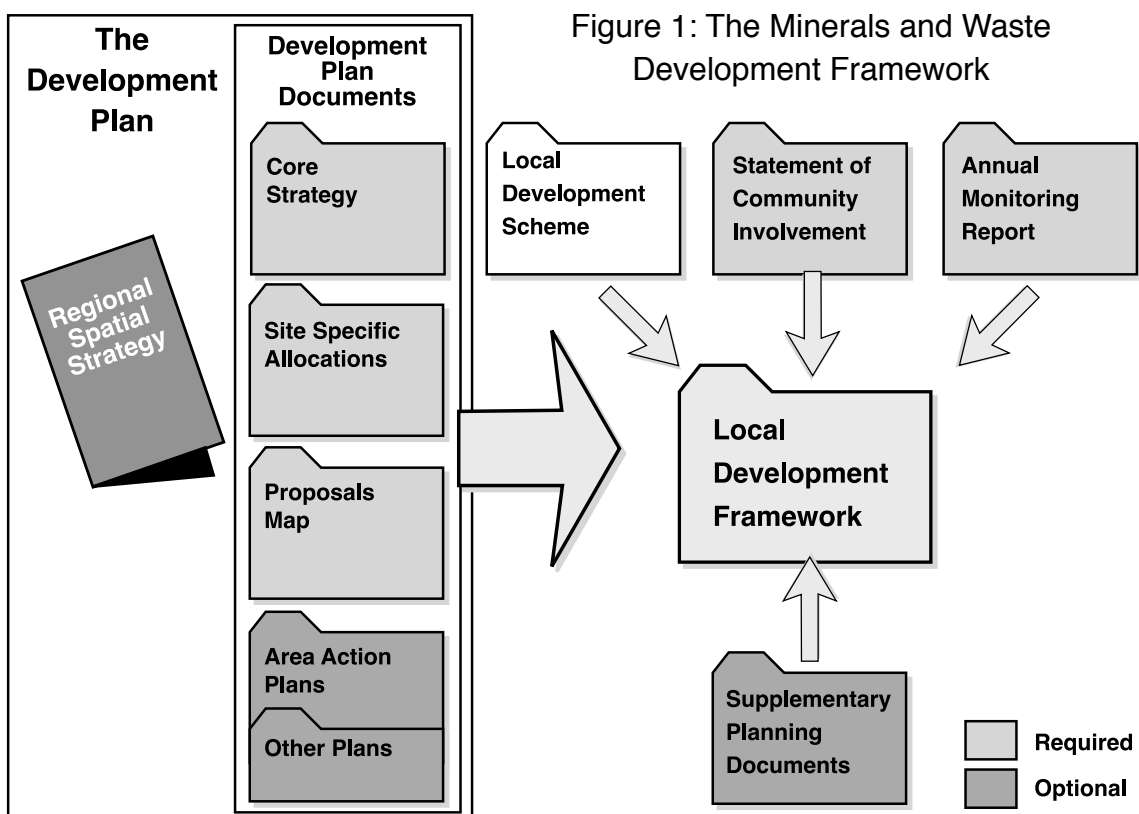 Figure 1: The Minerals and Waste
Development Framework
The
Development
Plan
Regional
Spatial
Strategy
Development
Plan
Documents
Core
Strategy
Site Specific
Allocations
Proposals
Map
Area Action
Plans
Other Plans
Local
Development
Scheme
Statement of
Community
Involvement
Annual
Monitoring
Report
Local
Development
Framework
Supplementary
Planning
Documents
Required
Optional